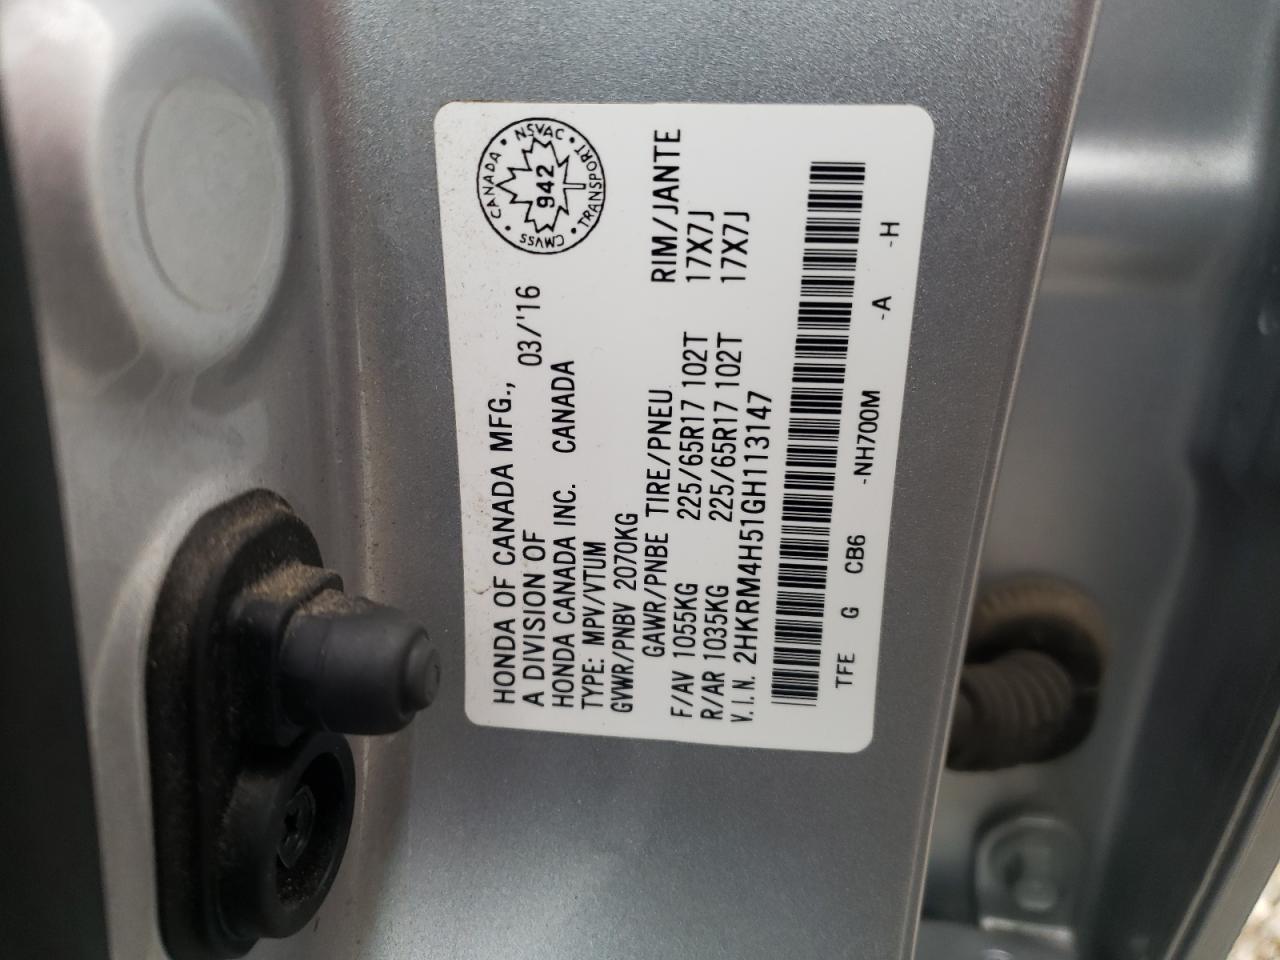 HONDA OF CANADA MFG., 03/'16
A DIVISION OF
HONDA CANADA INC. CANADA
TYPE: MPV/VTUM
GVWR/PNBV 2070KG
GAWR/PNBE TIRE/PNEU RIM/JANTE
F/AV 1055KG 225/65R17 102T 17X7J
R/AR 1035KG 225/65R17 102T 17X7J
V.I.N. 2HKRM4H51GH113147
TFE G CB6 -NH700M -A -H
CANADA • NSVAC • TRANSPORT • CMVSS •
942